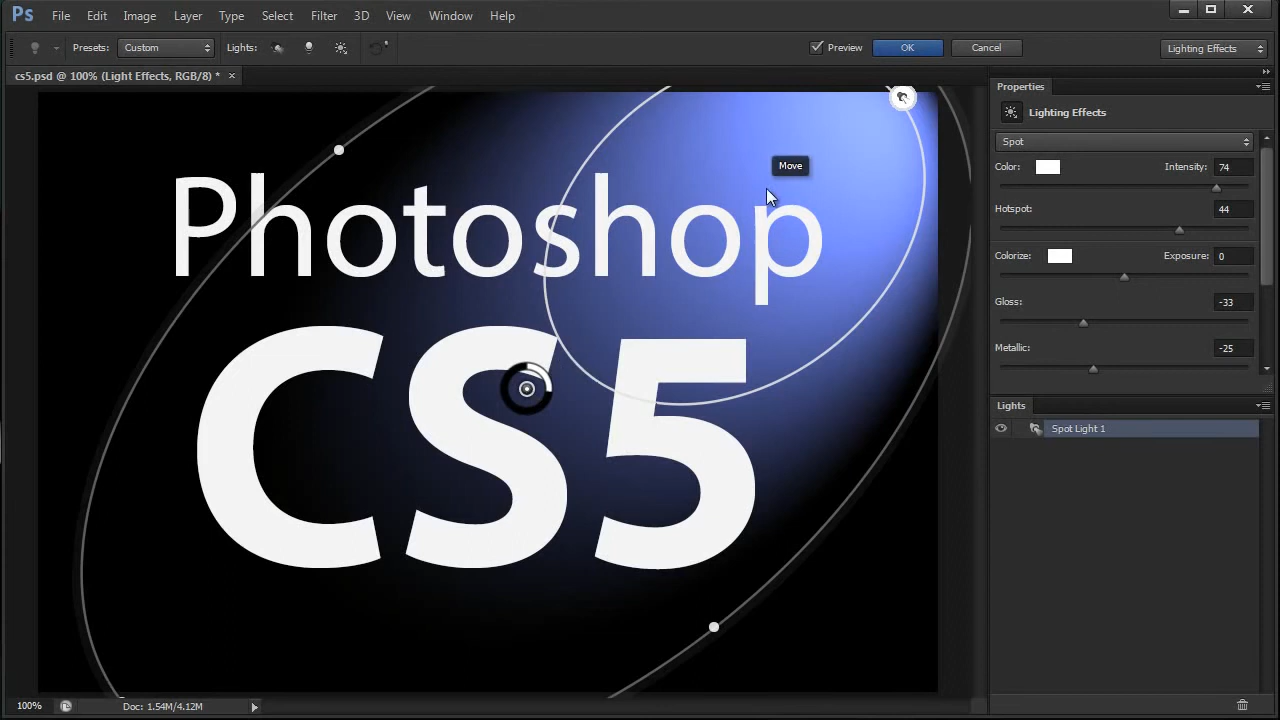 Ps File Edit Image Layer Type Select Filter 3D View Window Help
Presets: Custom Lights: Preview OK Cancel Lighting Effects
cs5.psd @ 100% (Light Effects, RGB/8) * ×
Properties
Lighting Effects
Spot
Color: Intensity: 74
Hotspot: 44
Colorize: Exposure: 0
Gloss: -33
Metallic: -25
Lights
Spot Light 1
Move
Photoshop
CS5
100% Doc: 1.54M/4.12M